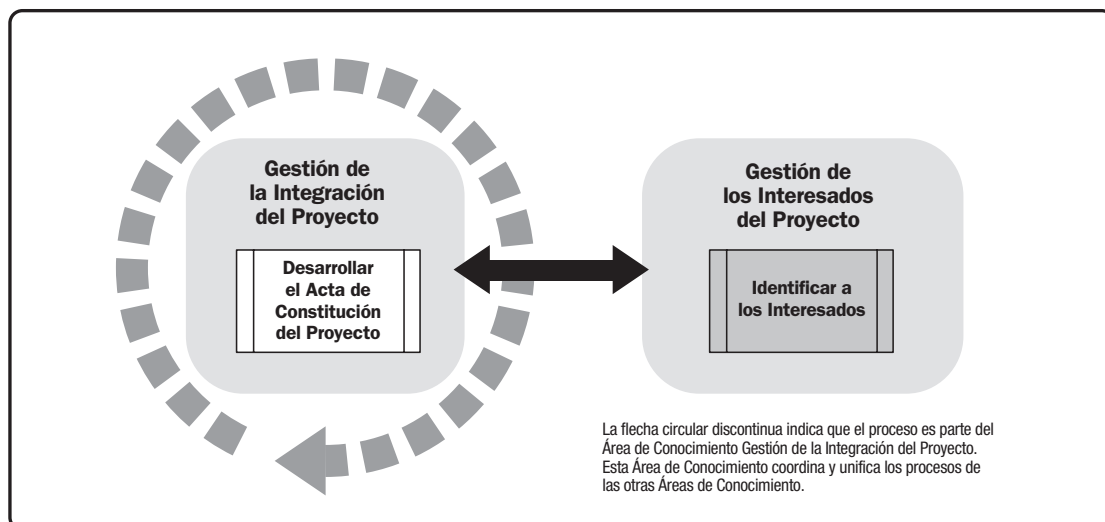 Gestión de
la Integración
del Proyecto
Desarrollar
el Acta de
Constitución
del Proyecto
Gestión de
los Interesados
del Proyecto
Identificar a
los Interesados
La flecha circular discontinua indica que el proceso es parte del
Área de Conocimiento Gestión de la Integración del Proyecto.
Esta Área de Conocimiento coordina y unifica los procesos de
las otras Áreas de Conocimiento.